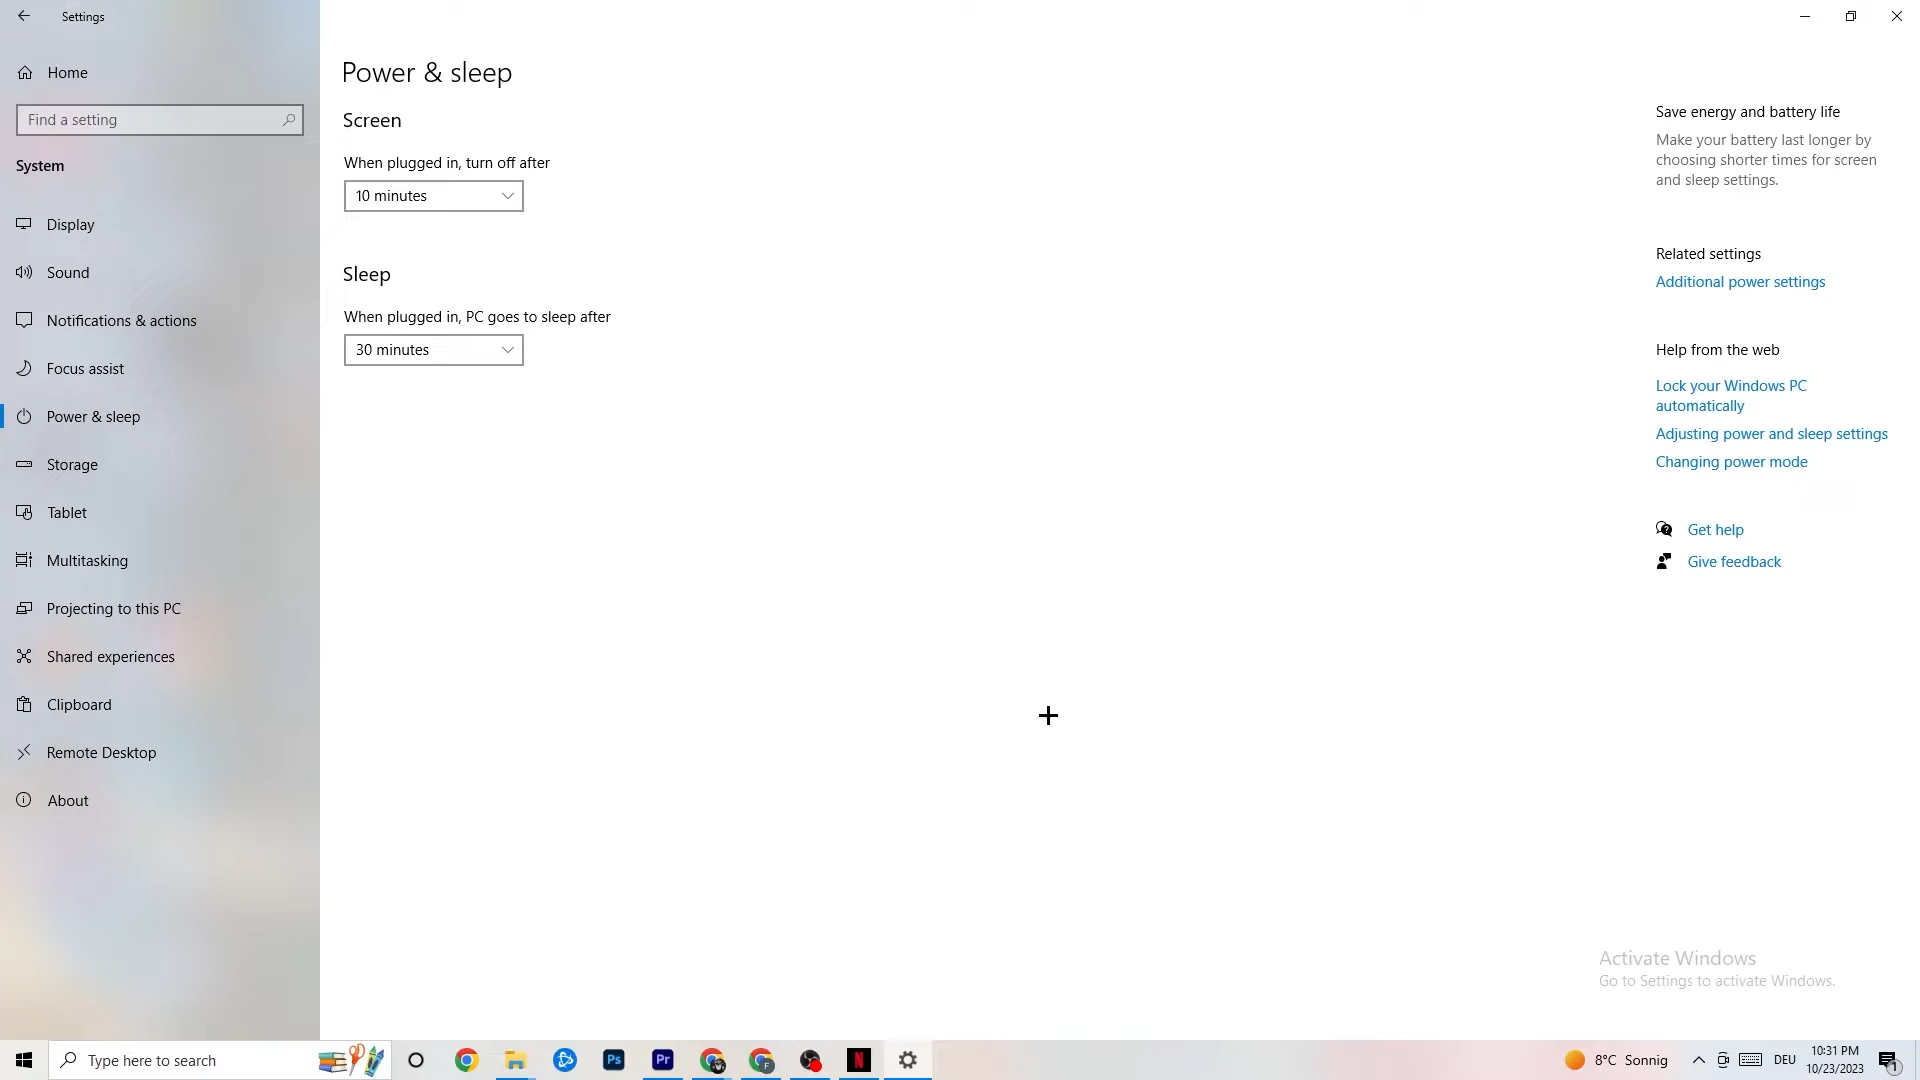 Settings
Home
Find a setting
System
Display
Sound
Notifications & actions
Focus assist
Power & sleep
Storage
Tablet
Multitasking
Projecting to this PC
Shared experiences
Clipboard
Remote Desktop
About
Power & sleep
Screen
When plugged in, turn off after
10 minutes
Sleep
When plugged in, PC goes to sleep after
30 minutes
Save energy and battery life
Make your battery last longer by
choosing shorter times for screen
and sleep settings.
Related settings
Additional power settings
Help from the web
Lock your Windows PC
automatically
Adjusting power and sleep settings
Changing power mode
Get help
Give feedback
Activate Windows
Go to Settings to activate Windows.
Type here to search
Ps
Pr
F
N
8°C Sonnig
DEU
10:31 PM
10/23/2023
1